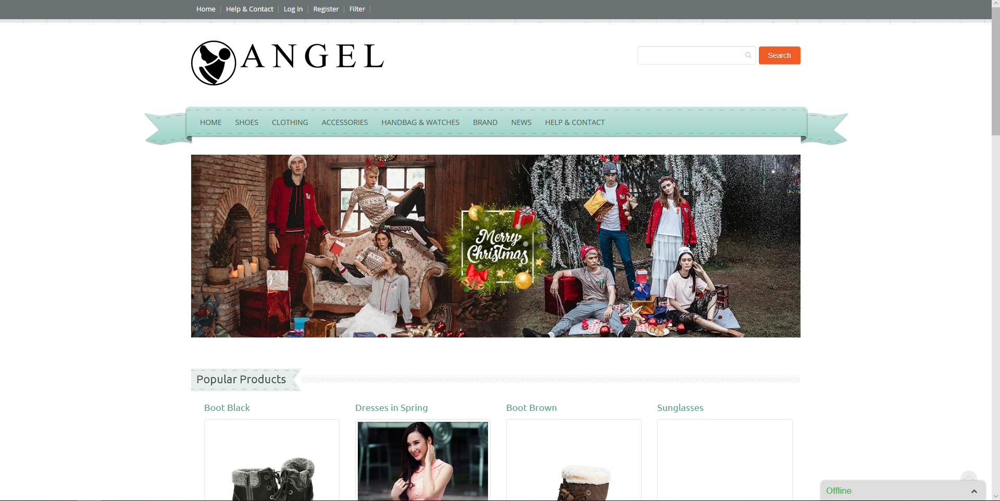 Home Help & Contact Log In Register Filter
ANGEL
Search
HOME SHOES CLOTHING ACCESSORIES HANDBAG & WATCHES BRAND NEWS HELP & CONTACT
Merry
Christmas
Popular Products
Boot Black Dresses in Spring Boot Brown Sunglasses
Offline